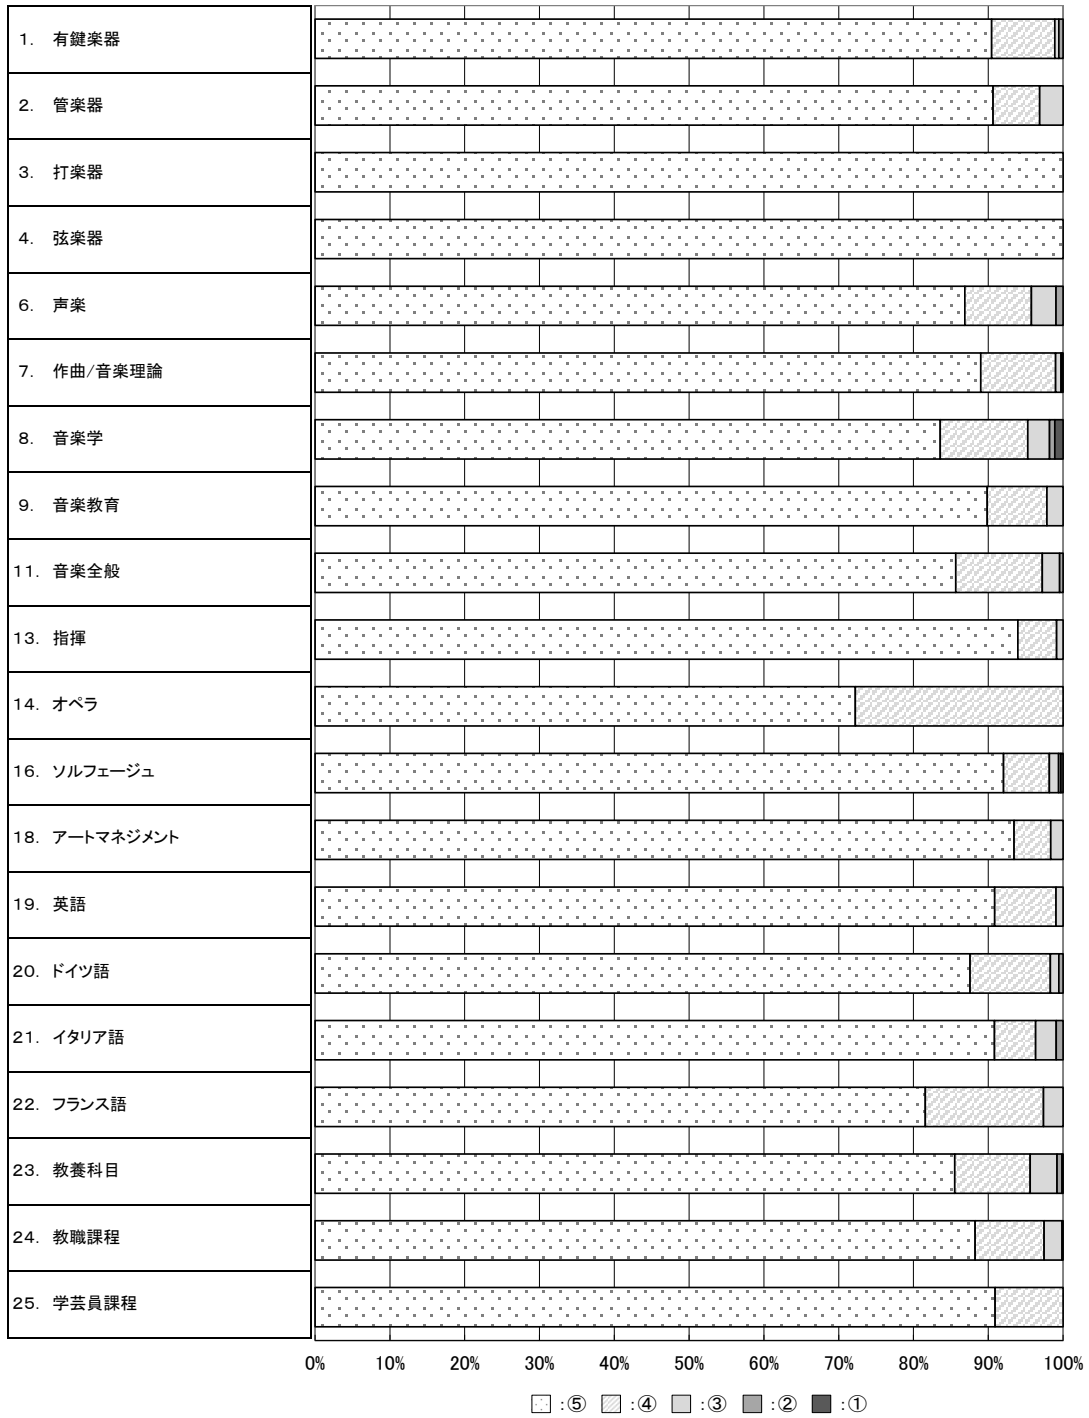 1. 有鍵楽器
2. 管楽器
3. 打楽器
4. 弦楽器
6. 声楽
7. 作曲/音楽理論
8. 音楽学
9. 音楽教育
11. 音楽全般
13. 指揮
14. オペラ
16. ソルフェージュ
18. アートマネジメント
19. 英語
20. ドイツ語
21. イタリア語
22. フランス語
23. 教養科目
24. 教職課程
25. 学芸員課程
0% 10% 20% 30% 40% 50% 60% 70% 80% 90% 100%
:⑤ :④ :③ :② :①